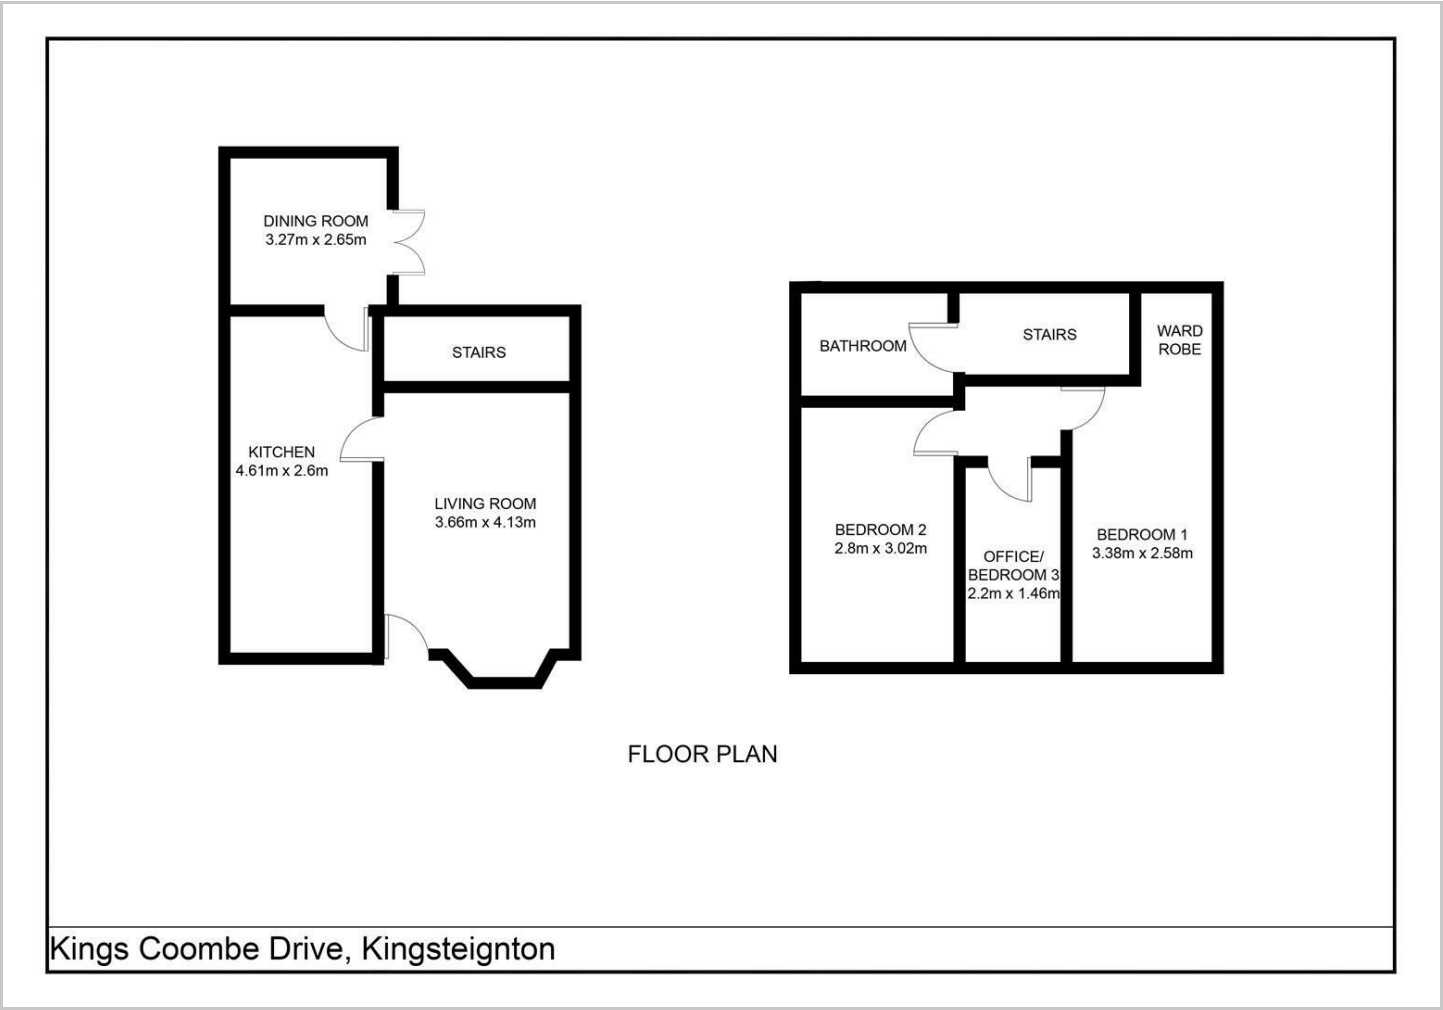 DINING ROOM
3.27m x 2.65m
STAIRS
KITCHEN
4.61m x 2.6m
LIVING ROOM
3.66m x 4.13m
BATHROOM
STAIRS
WARD
ROBE
BEDROOM 2
2.8m x 3.02m
OFFICE/
BEDROOM 3
2.2m x 1.46m
BEDROOM 1
3.38m x 2.58m
FLOOR PLAN
Kings Coombe Drive, Kingsteignton